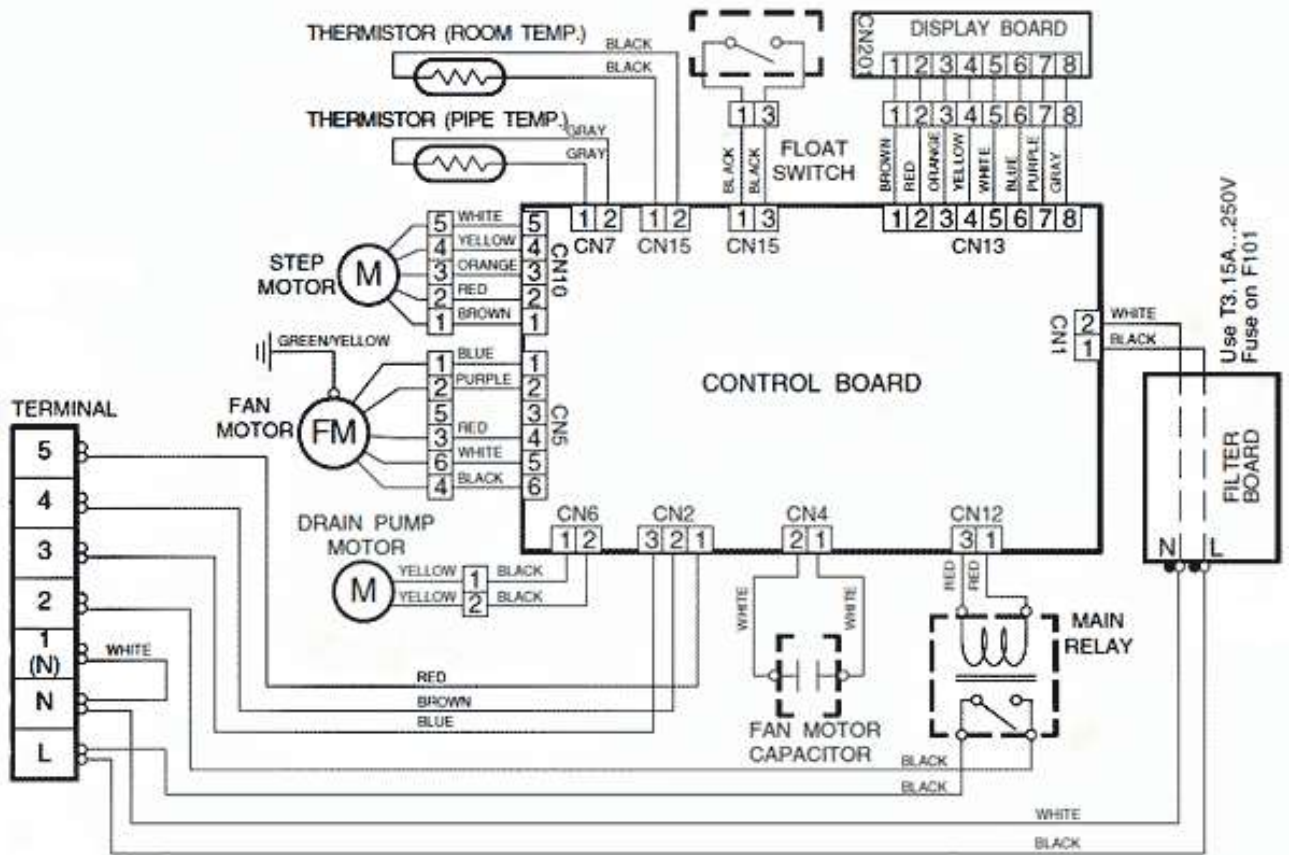 THERMISTOR (ROOM TEMP.)
BLACK
BLACK
THERMISTOR (PIPE TEMP.)
GRAY
GRAY
1 3
FLOAT
SWITCH
BLACK
BLACK
CN201
DISPLAY BOARD
1 2 3 4 5 6 7 8
1 2 3 4 5 6 7 8
BROWN
RED
ORANGE
YELLOW
WHITE
BLUE
PURPLE
GRAY
1 2
CN7
1 2
CN15
1 3
CN15
1 2 3 4 5 6 7 8
CN13
Use T3.15A...250V
Fuse on F101
STEP
MOTOR
M
5 WHITE 5
4 YELLOW 4
3 ORANGE 3
2 RED 2
1 BROWN 1
CN10
GREEN/YELLOW
FAN
MOTOR
FM
1 BLUE 1
2 PURPLE 2
5 3
3 RED 4
6 WHITE 5
4 BLACK 6
CN5
CONTROL BOARD
CN1
2 WHITE
1 BLACK
FILTER
BOARD
N L
TERMINAL
5
4
3
2
1
(N)
N
L
WHITE
DRAIN PUMP
MOTOR
M
YELLOW 1 BLACK
YELLOW 2 BLACK
CN6
1 2
CN2
3 2 1
CN4
2 1
CN12
3 1
WHITE
WHITE
RED
RED
MAIN
RELAY
FAN MOTOR
CAPACITOR
RED
BROWN
BLUE
BLACK
BLACK
WHITE
BLACK